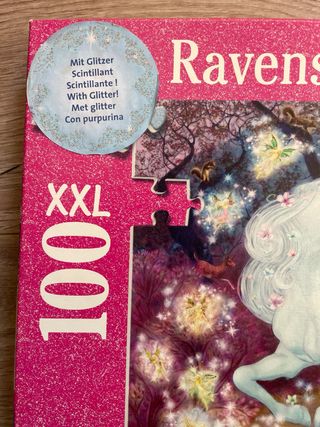 Mit Glitzer
Scintillant
Scintillante !
With Glitter!
Met glitter
Con purpurina
Ravens
XXL
100